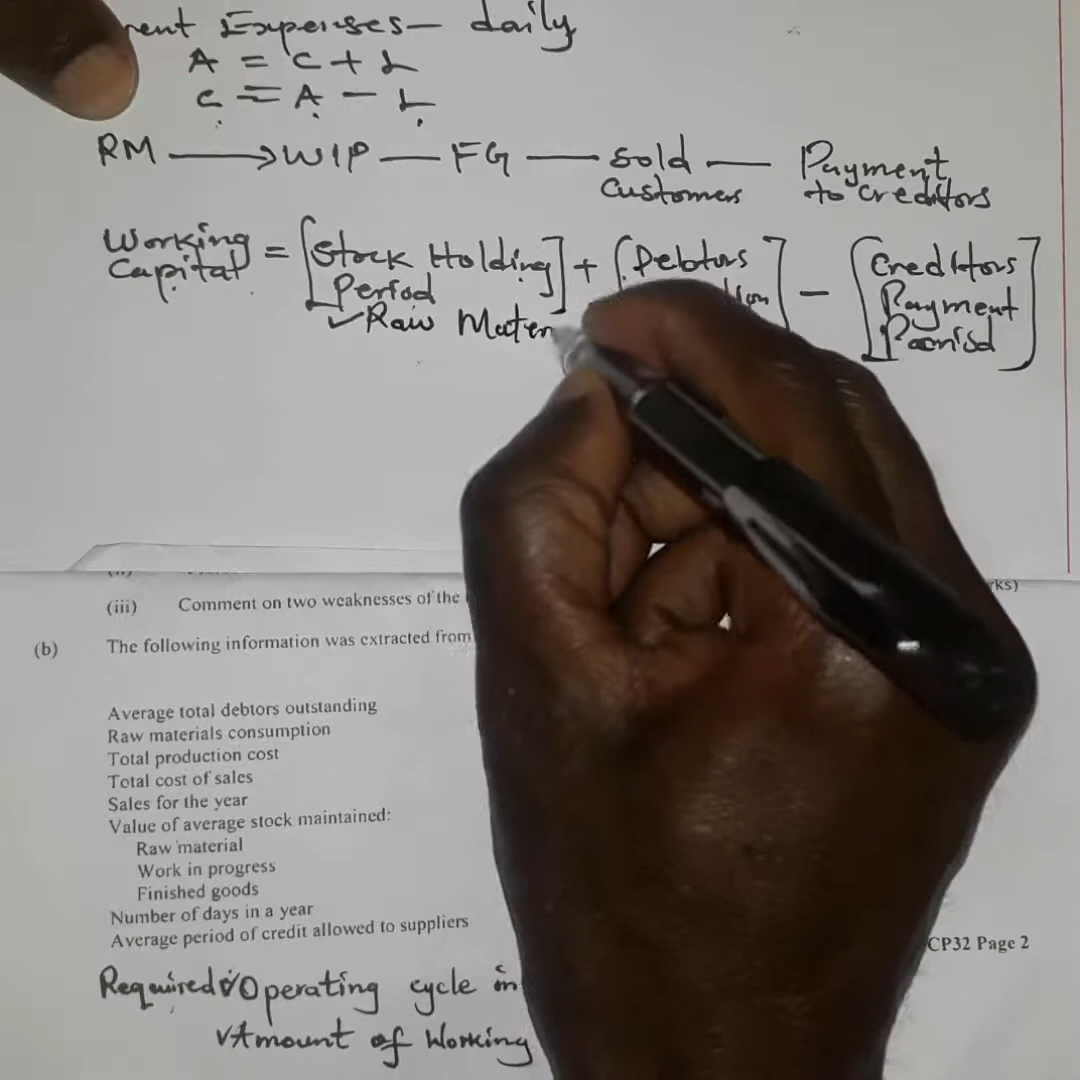 Expenses— daily
A = C + L
C = A - L
RM → WIP — FG — Sold Customers — Payment to creditors
Working Capital = [Stock Holding Period] + [Debtors - [Creditors Payment
✓Raw
(iii) Comment on two weaknesses of the
(b) The following information was extracted from
Average total debtors outstanding
Raw materials consumption
Total production cost
Total cost of sales
Sales for the year
Value of average stock maintained:
Raw material
Work in progress
Finished goods
Number of days in a year
Average period of credit allowed to suppliers
CP32 Page 2
Required ✓Operating cycle in
✓Amount of Working